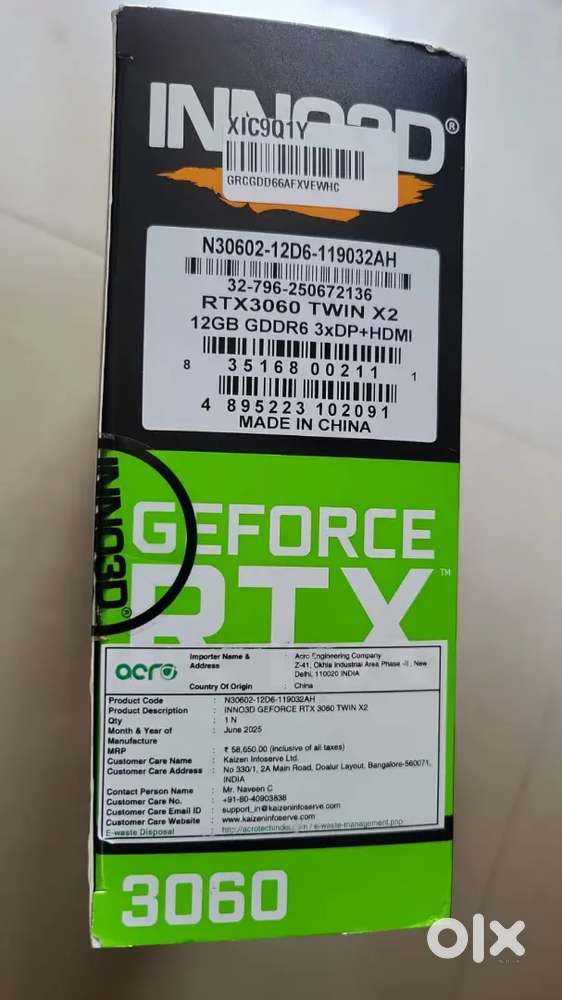 INNO3D®
XIC9Q1Y
GRCGDD66AFXVEWHC
N30602-12D6-119032AH
32-796-250672136
RTX3060 TWIN X2
12GB GDDR6 3xDP+HDMI
8 35168 00211 1
4 895223 102091
MADE IN CHINA
INNO3D®
GEFORCE
RTX™
acro
Importer Name & Address : Acro Engineering Company
Z-41, Okhla Industrial Area Phase -II, New
Delhi, 110020 INDIA
Country Of Origin : China
Product Code : N30602-12D6-119032AH
Product Description : INNO3D GEFORCE RTX 3060 TWIN X2
Qty : 1 N
Month & Year of Manufacture : June 2025
MRP : ₹ 58,650.00 (inclusive of all taxes)
Customer Care Name : Kaizen Infoserve Ltd.
Customer Care Address : No 330/1, 2A Main Road, Doalur Layout, Bangalore-560071,
INDIA
Contact Person Name : Mr. Naveen C
Customer Care No. : +91-80-40903838
Customer Care Email ID : support_in@kaizeninfoserve.com
Customer Care Website : www.kaizeninfoserve.com
E-waste Disposal : /e-waste-management.php
3060
olx